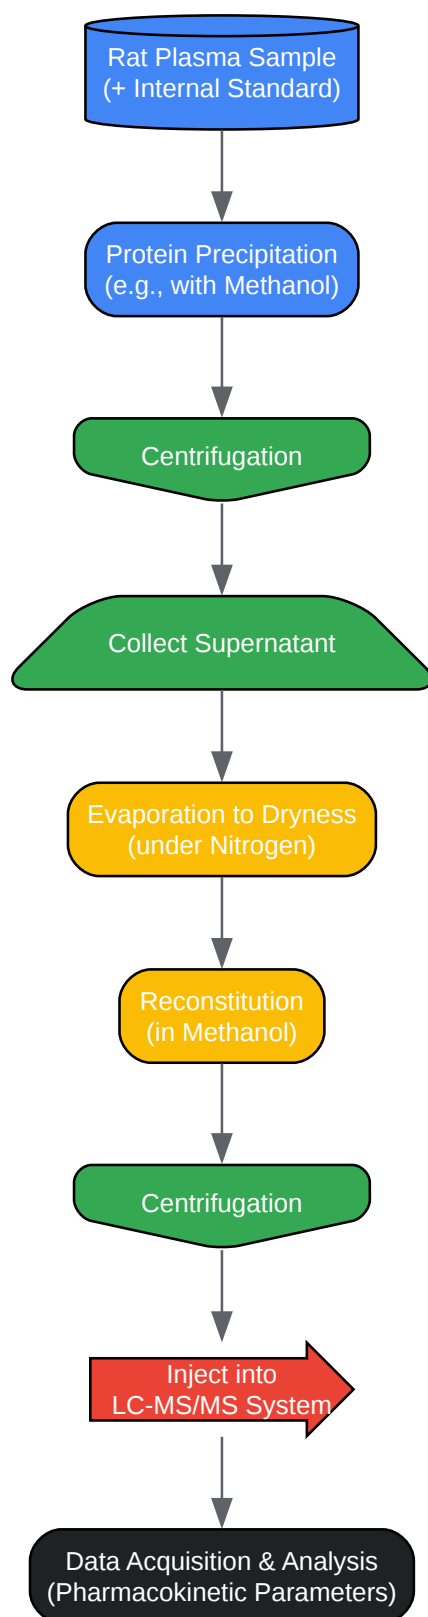 Rat Plasma Sample
(+ Internal Standard)
Protein Precipitation
(e.g., with Methanol)
Centrifugation
Collect Supernatant
Evaporation to Dryness
(under Nitrogen)
Reconstitution
(in Methanol)
Centrifugation
Inject into
LC-MS/MS System
Data Acquisition & Analysis
(Pharmacokinetic Parameters)